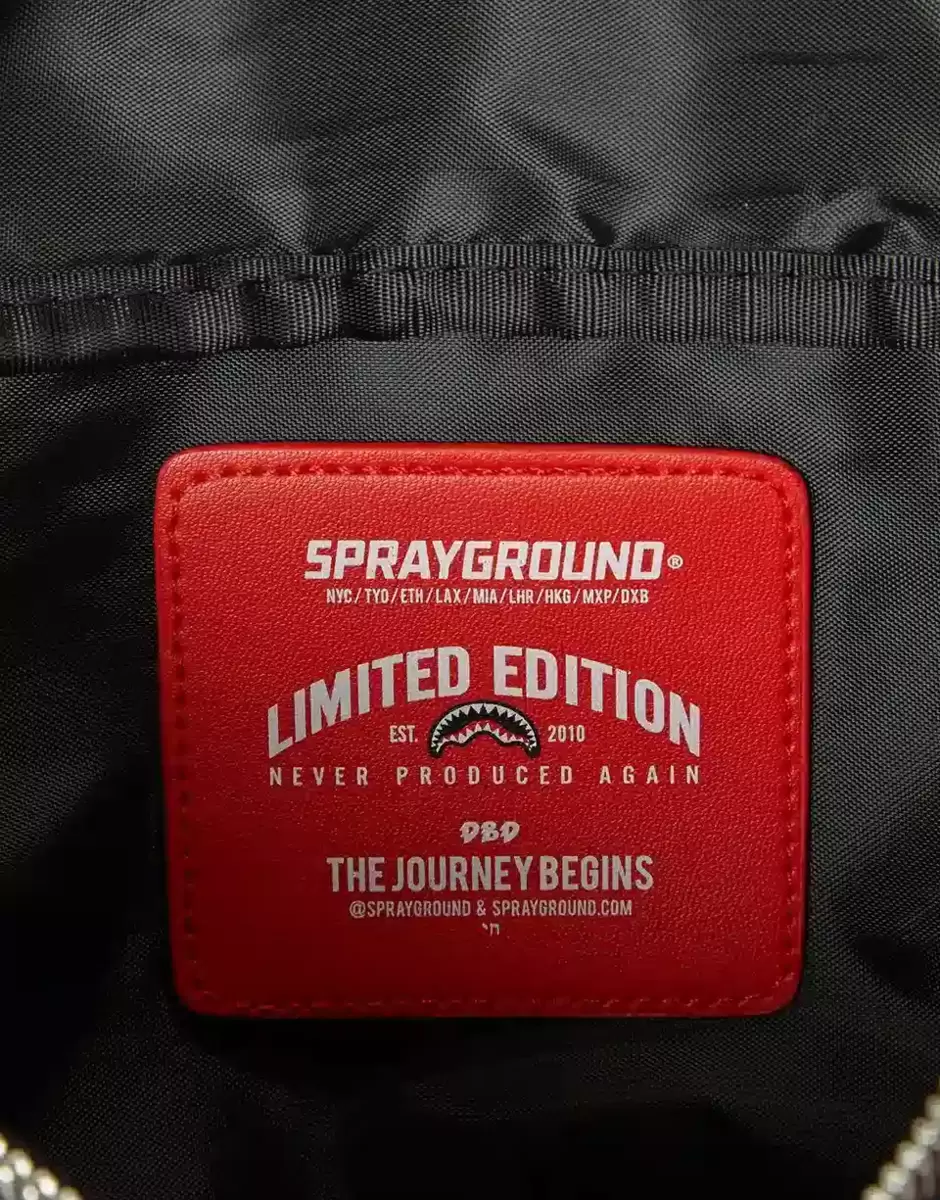 SPRAYGROUND®
NYC/TYO/ETH/LAX/MIA/LHR/HKG/MXP/DXB
LIMITED EDITION
EST. 2010
NEVER PRODUCED AGAIN
DBD
THE JOURNEY BEGINS
@SPRAYGROUND & SPRAYGROUND.COM
חי